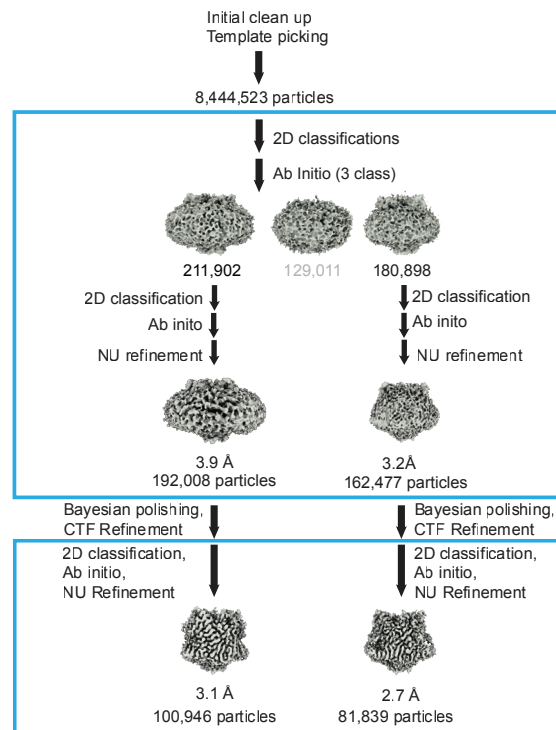 Initial clean up
Template picking
8,444,523 particles
2D classifications
Ab Initio (3 class)
211,902
129,011
180,898
2D classification
Ab inito
NU refinement
2D classification
Ab inito
NU refinement
3.9 Å
192,008 particles
3.2Å
162,477 particles
Bayesian polishing,
CTF Refinement
Bayesian polishing,
CTF Refinement
2D classification,
Ab initio,
NU Refinement
2D classification,
Ab initio,
NU Refinement
3.1 Å
100,946 particles
2.7 Å
81,839 particles